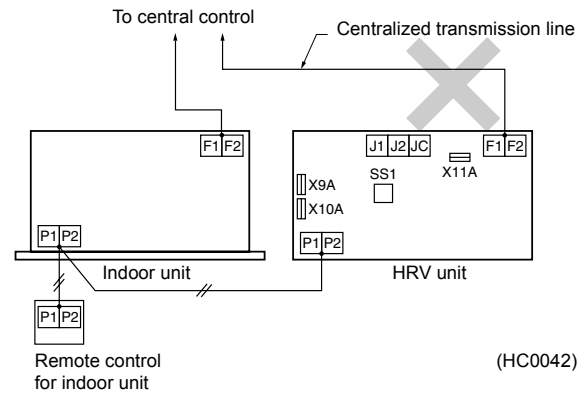 To central control
Centralized transmission line
F1 F2
J1 J2 JC
F1 F2
SS1
X11A
X9A
X10A
P1 P2
P1 P2
Indoor unit
HRV unit
P1 P2
Remote control
for indoor unit
(HC0042)